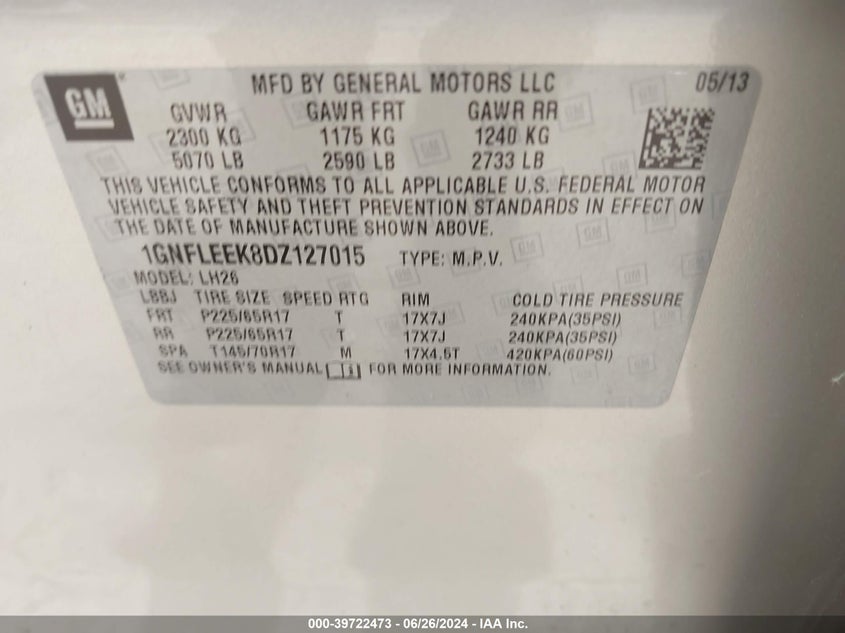 GM
MFD BY GENERAL MOTORS LLC 05/13
GVWR GAWR FRT GAWR RR
2300 KG 1175 KG 1240 KG
5070 LB 2590 LB 2733 LB
THIS VEHICLE CONFORMS TO ALL APPLICABLE U.S. FEDERAL MOTOR
VEHICLE SAFETY AND THEFT PREVENTION STANDARDS IN EFFECT ON
THE DATE OF MANUFACTURE SHOWN ABOVE.
1GNFLEEK8DZ127015 TYPE: M.P.V.
MODEL: LH26
L88J TIRE SIZE SPEED RTG RIM COLD TIRE PRESSURE
FRT P225/65R17 T 17X7J 240KPA(35PSI)
RR P225/65R17 T 17X7J 240KPA(35PSI)
SPA T145/70R17 M 17X4.5T 420KPA(60PSI)
SEE OWNER'S MANUAL FOR MORE INFORMATION.
000-39722473 - 06/26/2024 - IAA Inc.